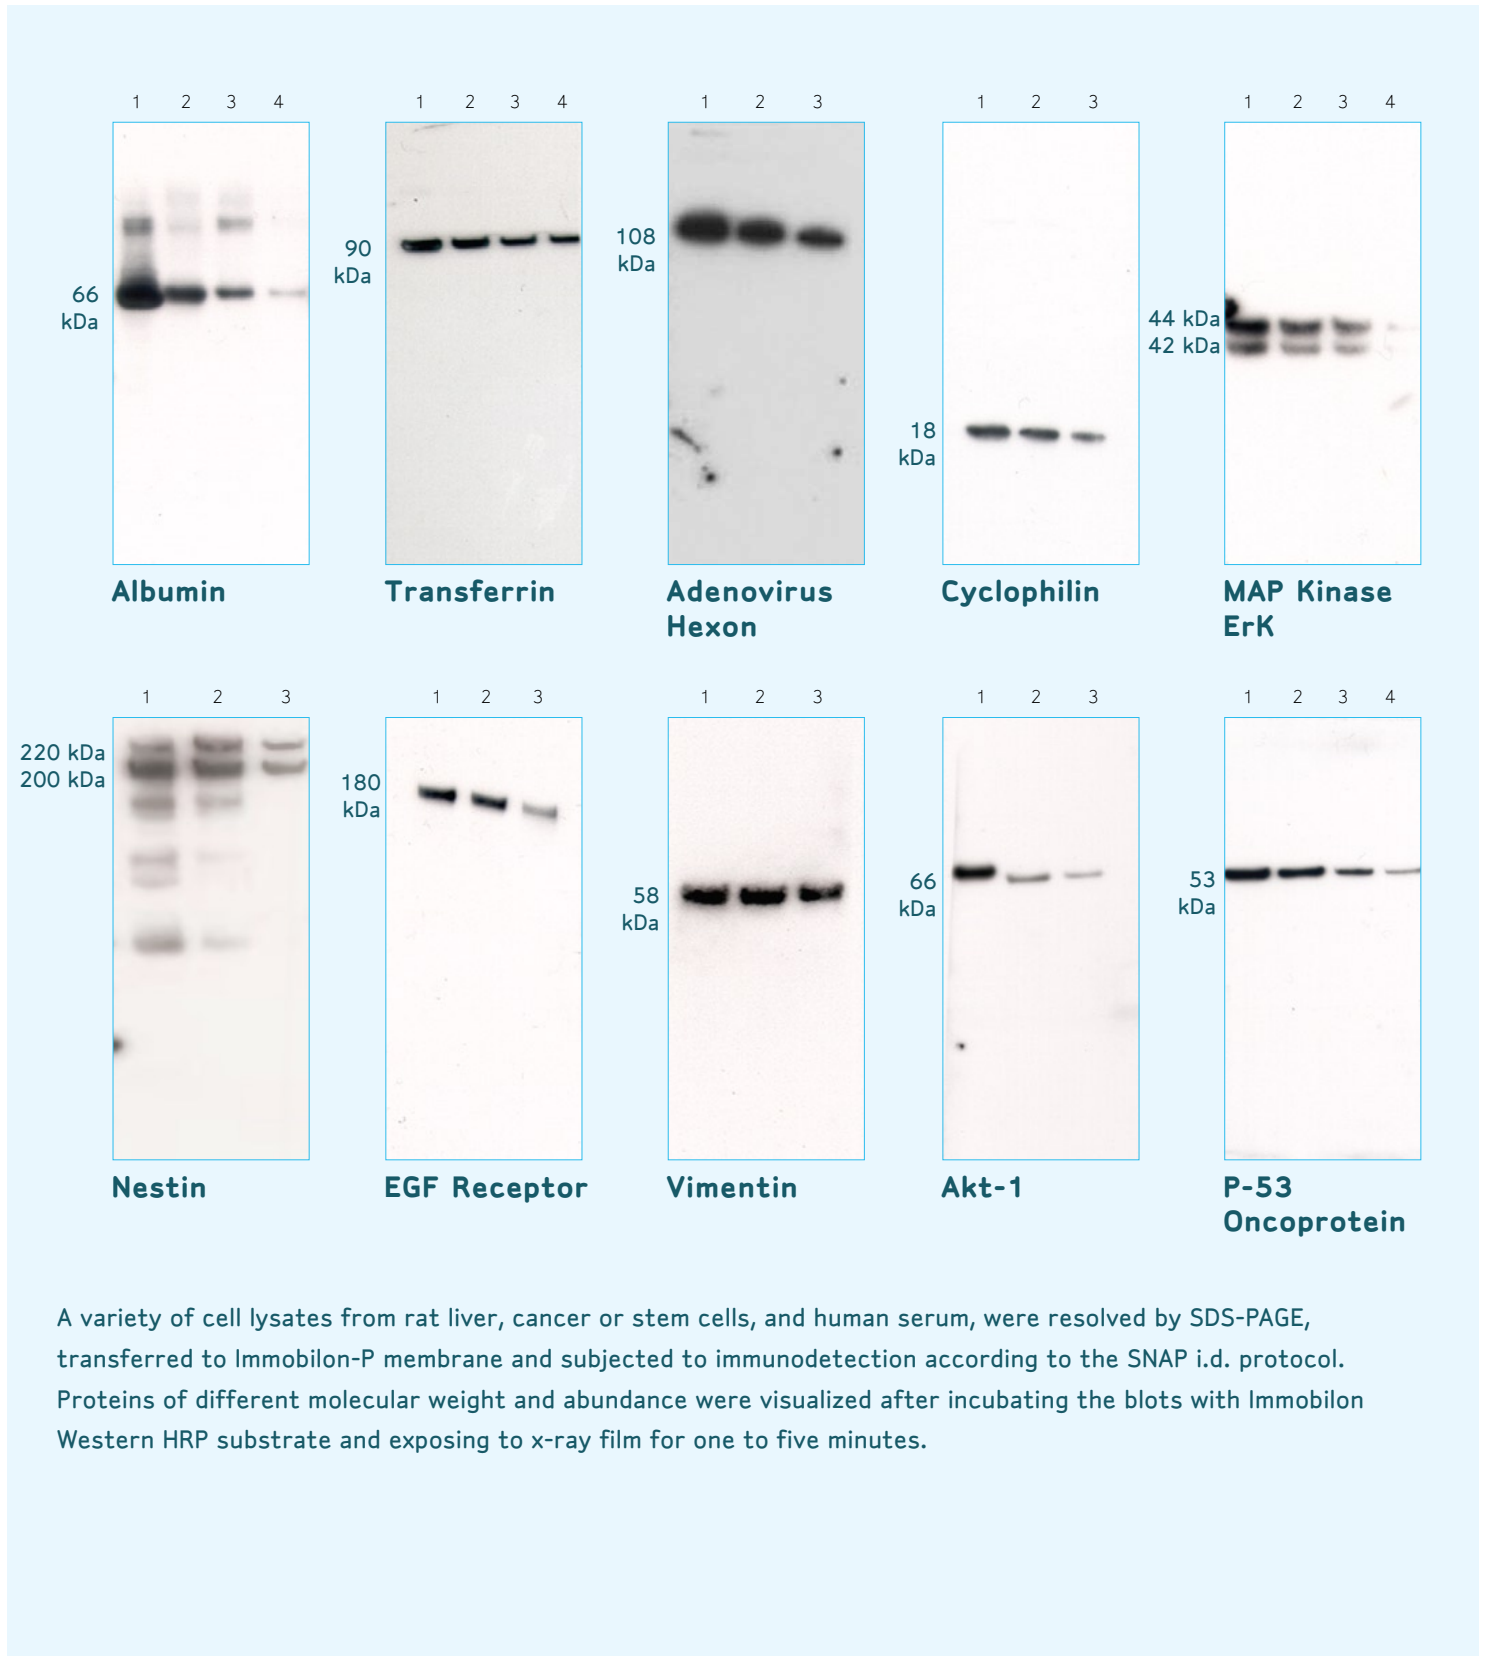 1 2 3 4
1 2 3 4
1 2 3
1 2 3
1 2 3 4
66
kDa
90
kDa
108
kDa
18
kDa
44 kDa
42 kDa
Albumin
Transferrin
Adenovirus
Hexon
Cyclophilin
MAP Kinase
ErK
1 2 3
1 2 3
1 2 3
1 2 3
1 2 3 4
220 kDa
200 kDa
180
kDa
58
kDa
66
kDa
53
kDa
Nestin
EGF Receptor
Vimentin
Akt-1
P-53
Oncoprotein
A variety of cell lysates from rat liver, cancer or stem cells, and human serum, were resolved by SDS-PAGE,
transferred to Immobilon-P membrane and subjected to immunodetection according to the SNAP i.d. protocol.
Proteins of different molecular weight and abundance were visualized after incubating the blots with Immobilon
Western HRP substrate and exposing to x-ray film for one to five minutes.